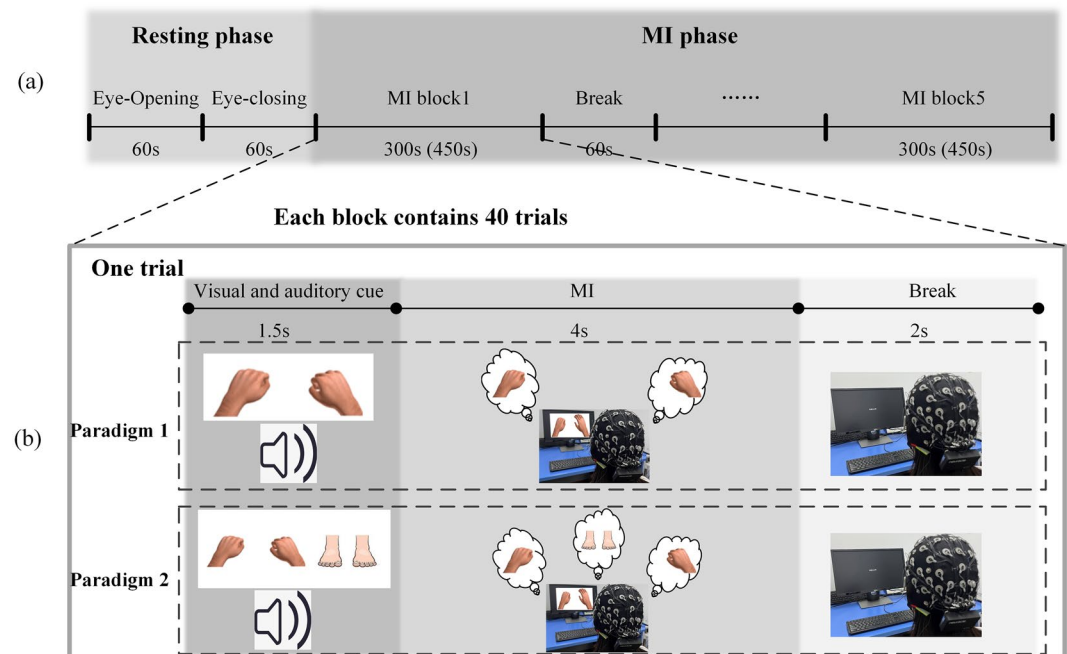 Resting phase
MI phase
(a)
Eye-Opening
Eye-closing
MI block1
Break
......
MI block5
60s
60s
300s (450s)
60s
300s (450s)
Each block contains 40 trials
One trial
Visual and auditory cue
MI
Break
1.5s
4s
2s
(b)
Paradigm 1
Paradigm 2